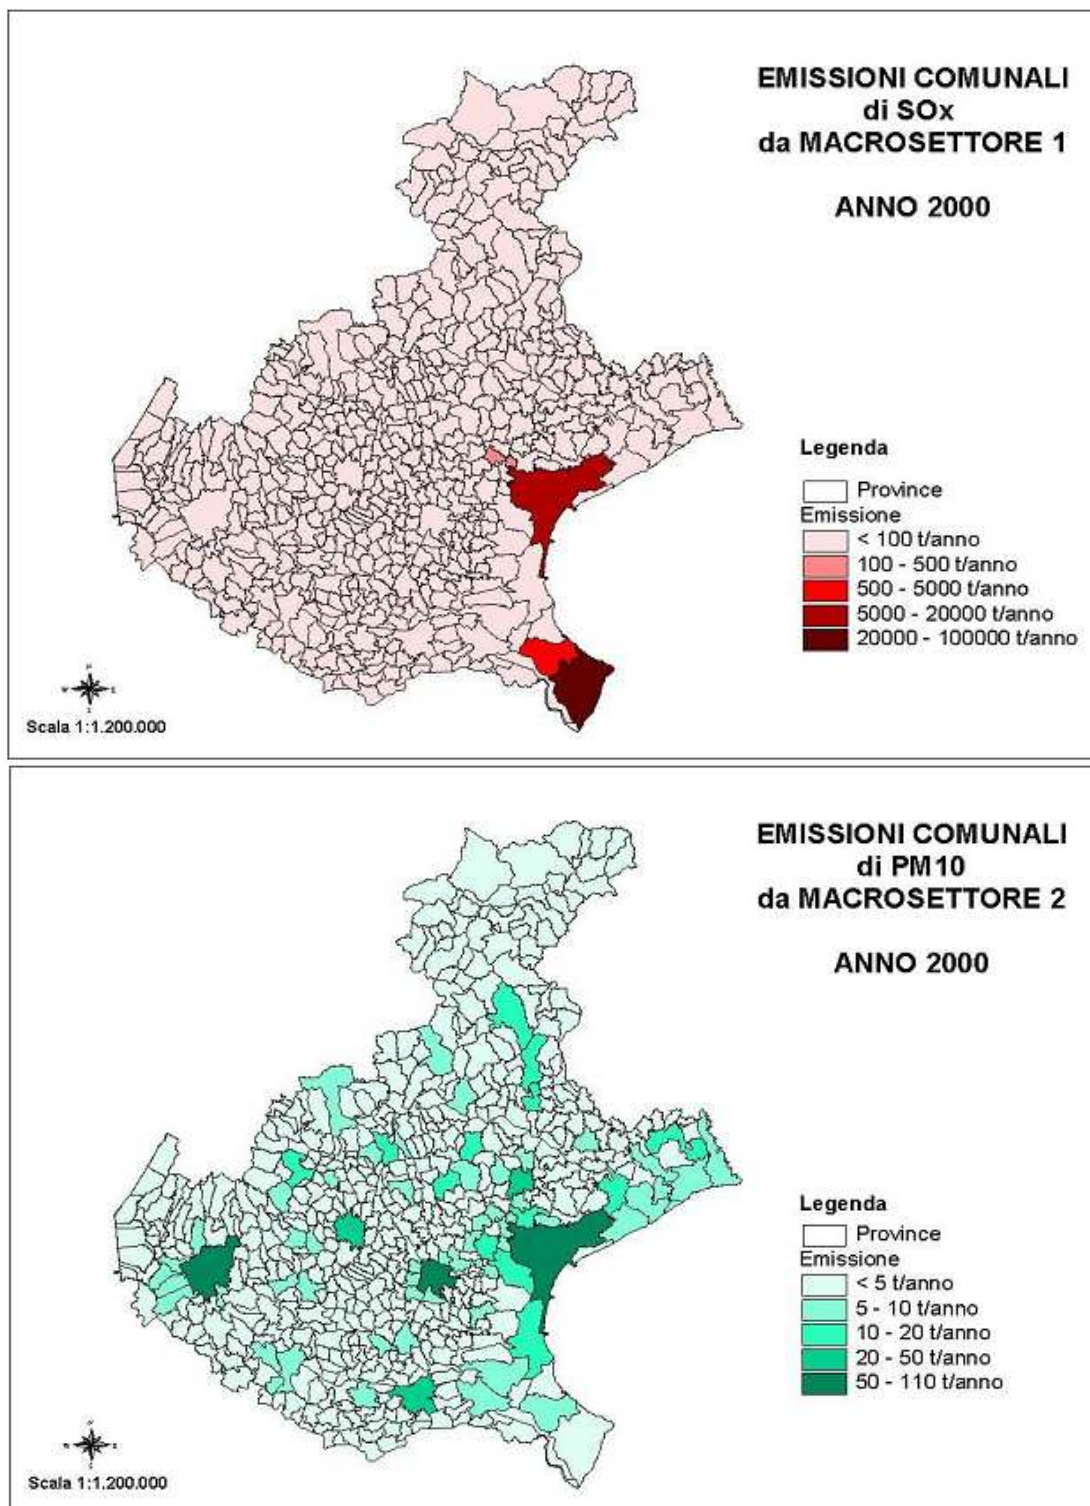 EMISSIONI COMUNALI
di SOx
da MACROSETTORE 1
ANNO 2000
Legenda
Province
Emissione
< 100 t/anno
100 - 500 t/anno
500 - 5000 t/anno
5000 - 20000 t/anno
20000 - 100000 t/anno
N
W
E
S
Scala 1:1.200.000
EMISSIONI COMUNALI
di PM10
da MACROSETTORE 2
ANNO 2000
Legenda
Province
Emissione
< 5 t/anno
5 - 10 t/anno
10 - 20 t/anno
20 - 50 t/anno
50 - 110 t/anno
N
W
E
S
Scala 1:1.200.000